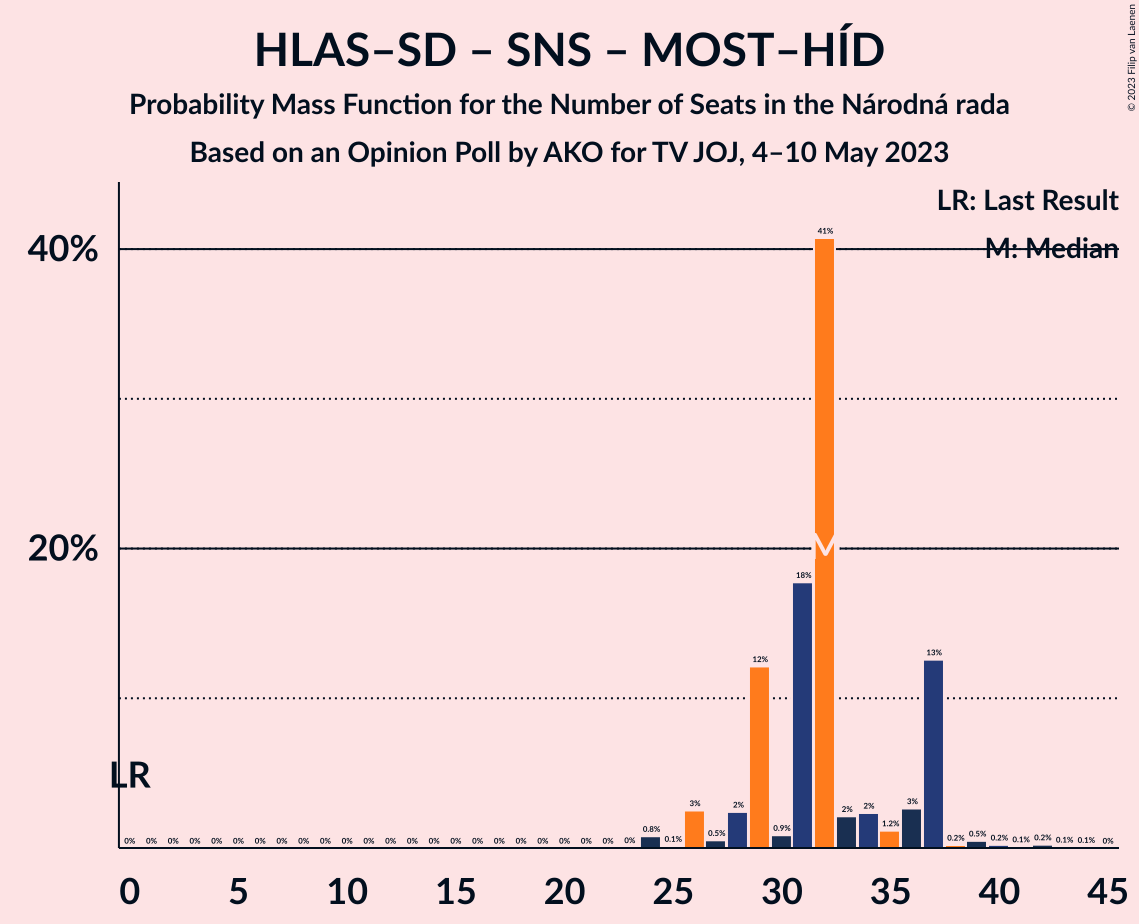 HLAS–SD – SNS – MOST–HÍD
Probability Mass Function for the Number of Seats in the Národná rada
Based on an Opinion Poll by AKO for TV JOJ, 4–10 May 2023
© 2023 Filip van Laenen
LR: Last Result
M: Median
40%
20%
41%
18%
13%
12%
M
LR
0% 0% 0% 0% 0% 0% 0% 0% 0% 0% 0% 0% 0% 0% 0% 0% 0% 0% 0% 0% 0% 0% 0% 0% 0.8% 0.1% 3% 0.5% 2% 0.9% 2% 2% 1.2% 3% 0.2% 0.5% 0.2% 0.1% 0.2% 0.1% 0.1% 0%
0 5 10 15 20 25 30 35 40 45